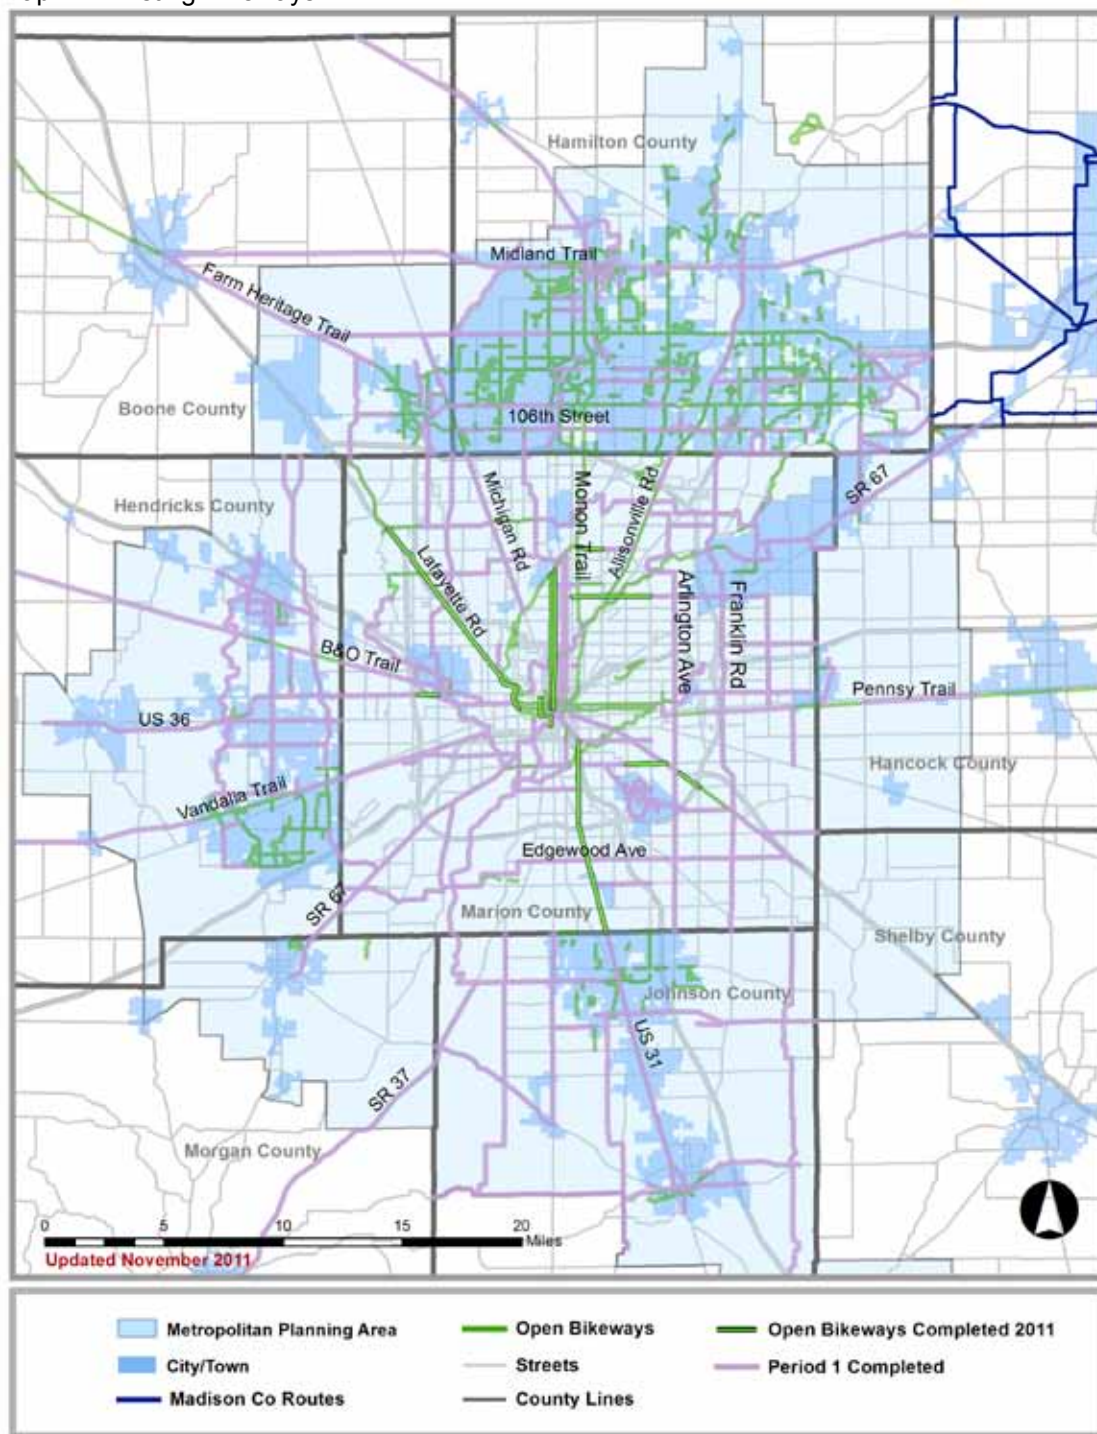 Hamilton County
Midland Trail
Farm Heritage Trail
Boone County
106th Street
Hendricks County
Michigan Rd
Monon Trail
Allisonville Rd
SR 67
Lafayette Rd
Arlington Ave
Franklin Rd
B&O Trail
Pennsy Trail
US 36
Hancock County
Vandalia Trail
Edgewood Ave
SR 67
Marion County
Shelby County
Johnson County
US 31
SR 37
Morgan County
0 5 10 15 20
Miles
Updated November 2011
Metropolitan Planning Area
Open Bikeways
Open Bikeways Completed 2011
City/Town
Streets
Period 1 Completed
Madison Co Routes
County Lines